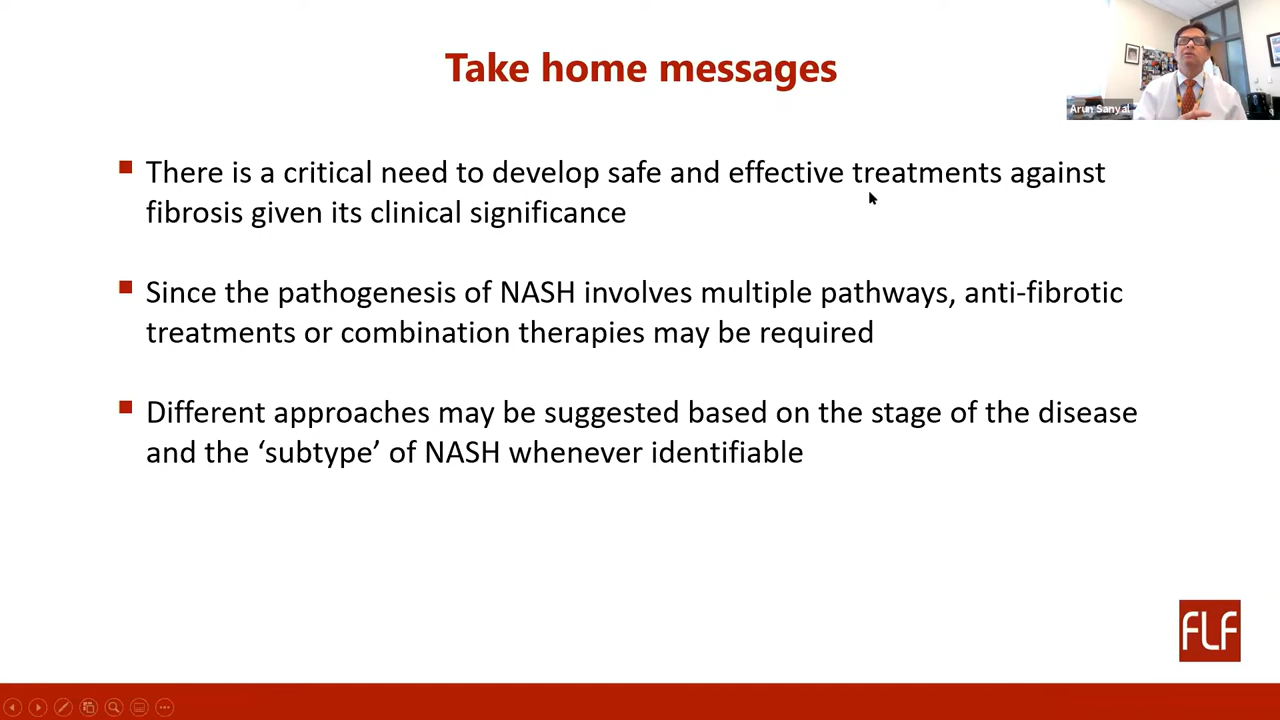 Take home messages
Arun Sanyal
There is a critical need to develop safe and effective treatments against
fibrosis given its clinical significance
Since the pathogenesis of NASH involves multiple pathways, anti-fibrotic
treatments or combination therapies may be required
Different approaches may be suggested based on the stage of the disease
and the ‘subtype’ of NASH whenever identifiable
FLF